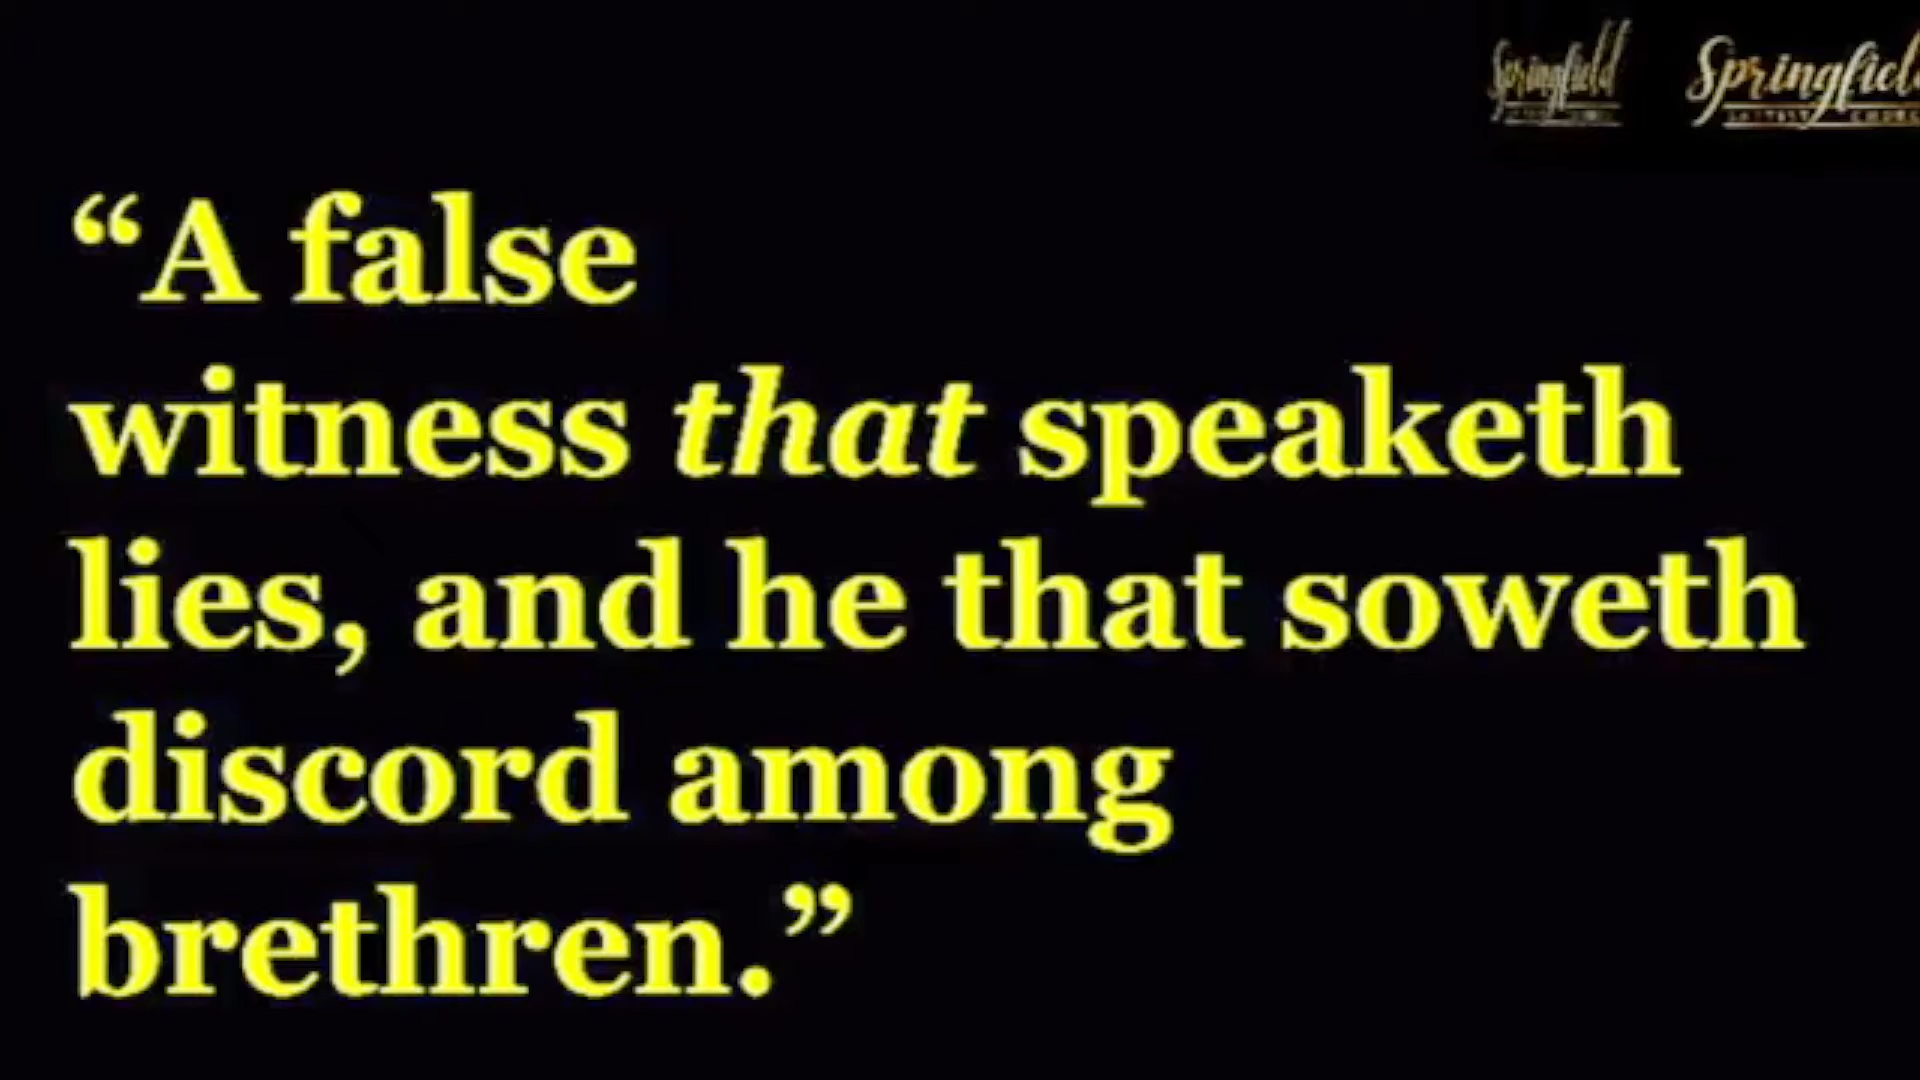 Springfield Springfield
“A false
witness that speaketh
lies, and he that soweth
discord among
brethren.”